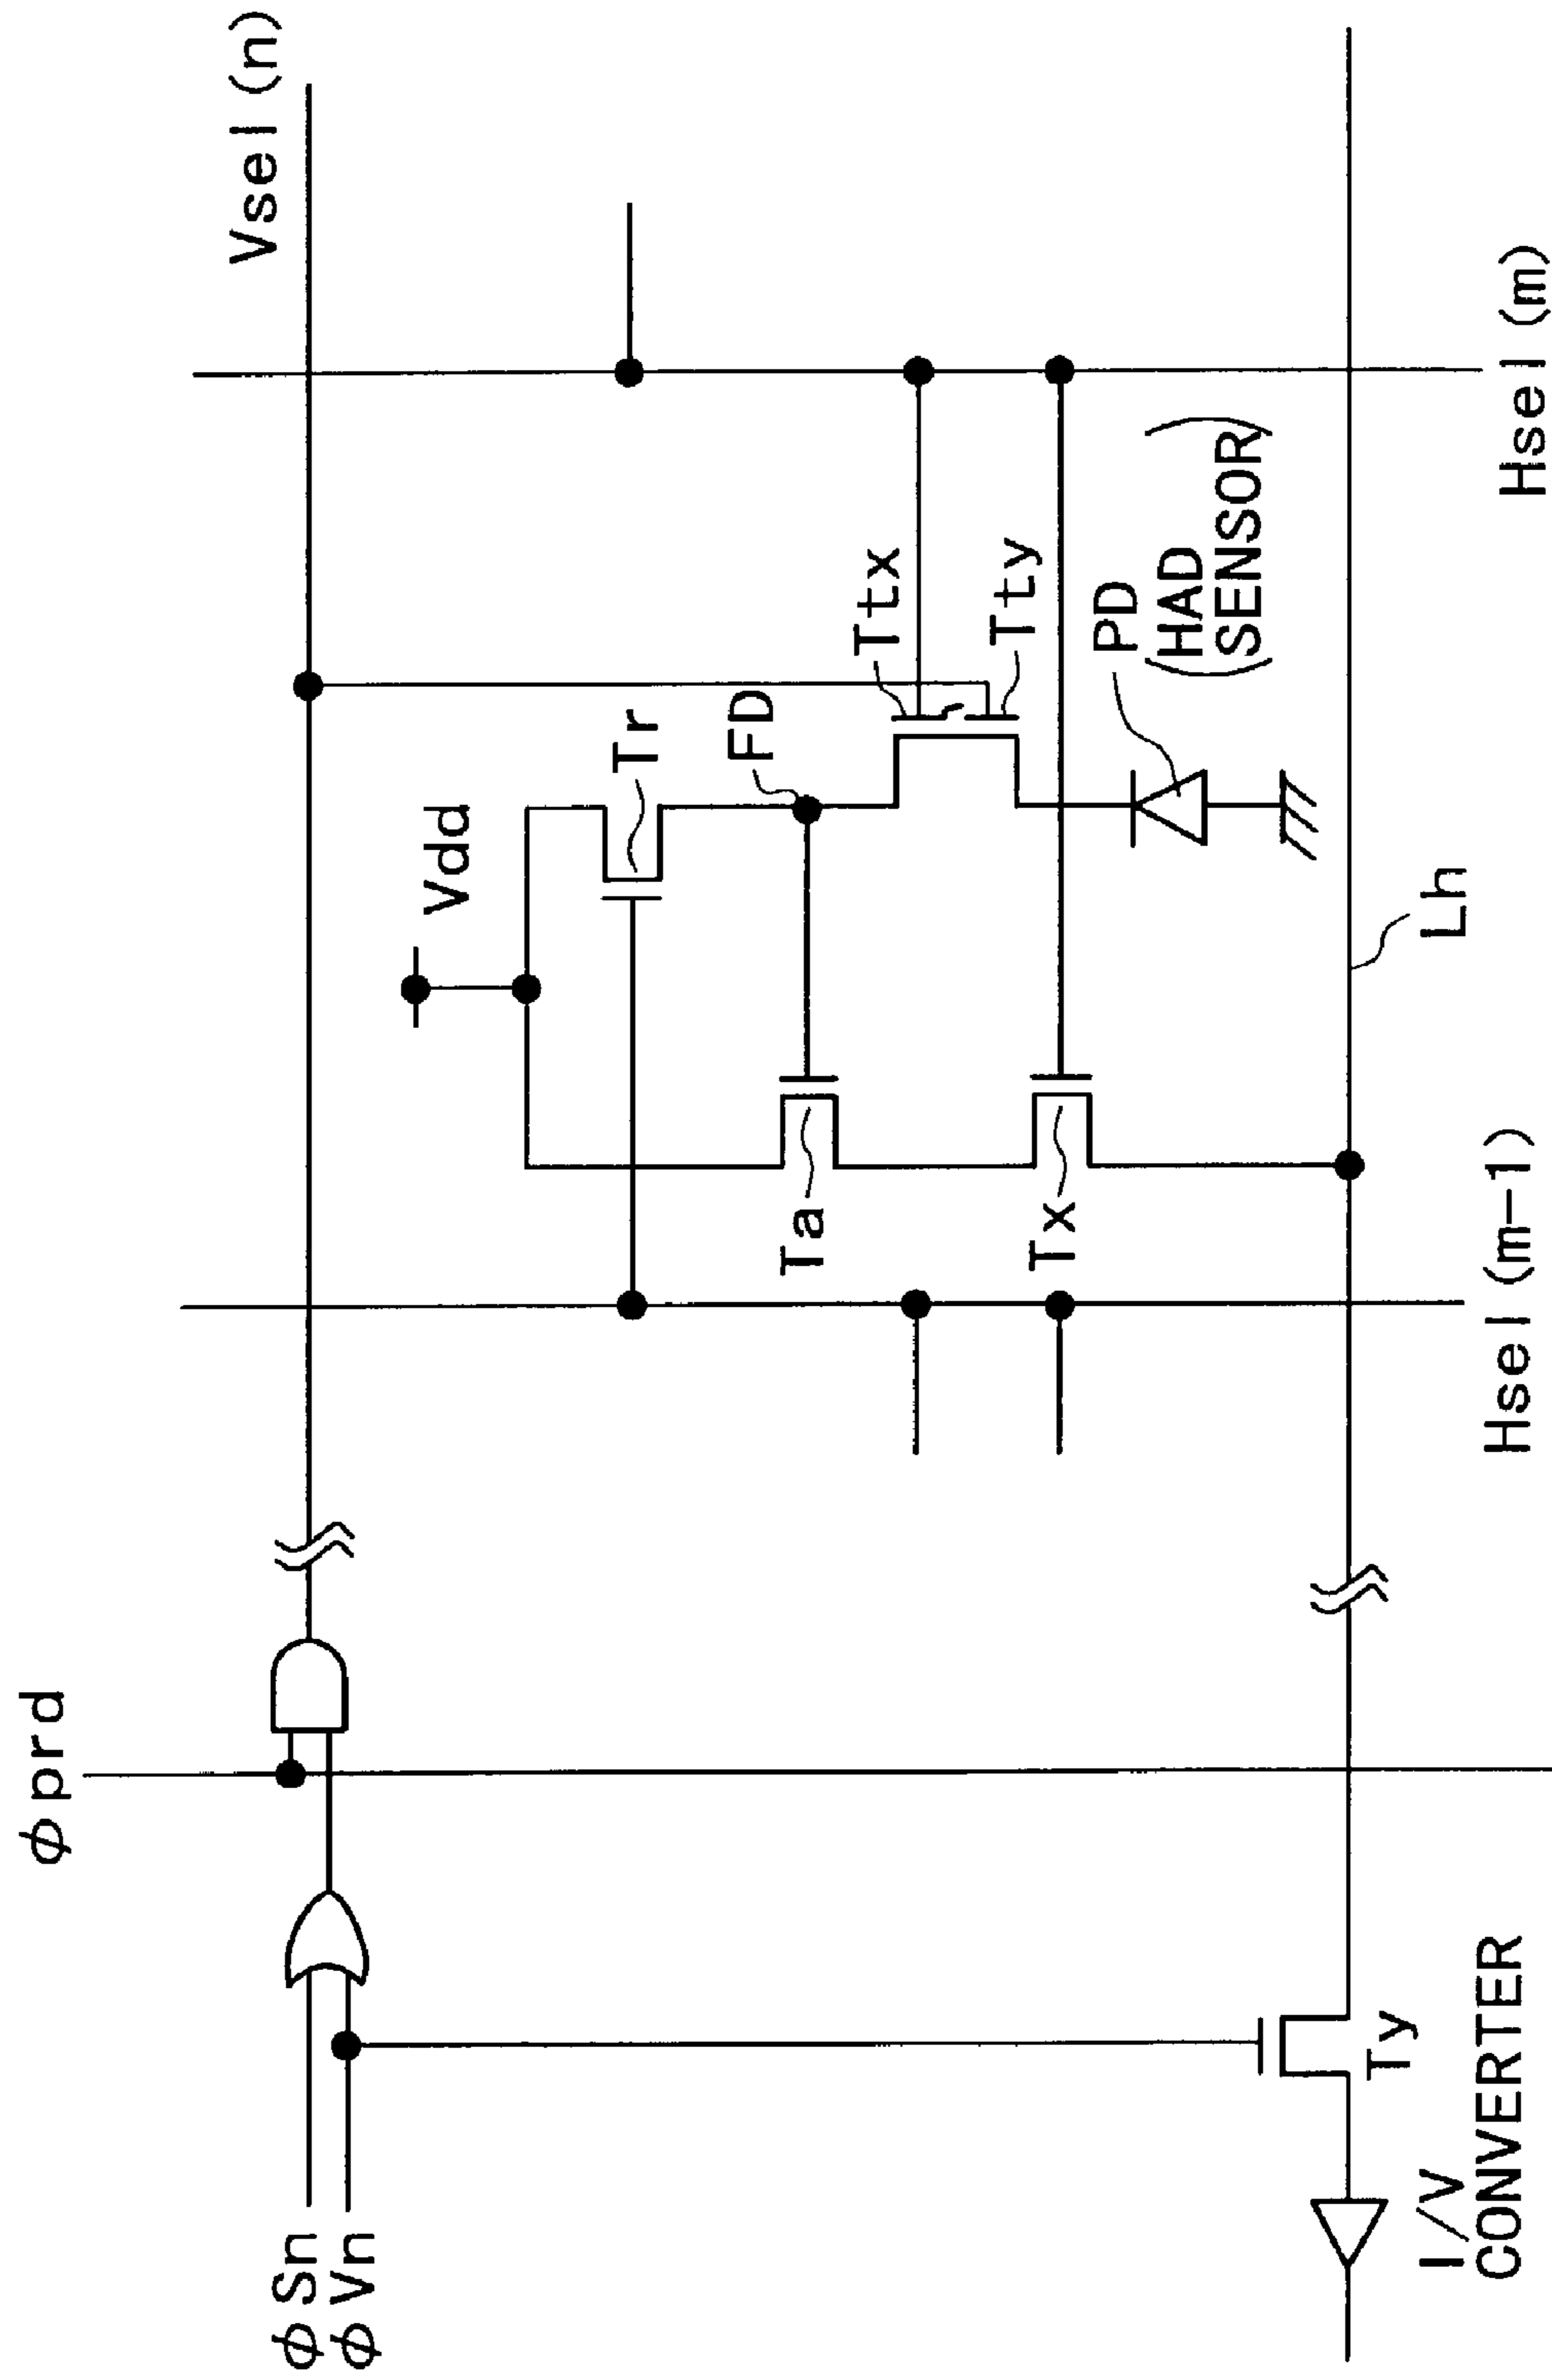 φSn
φVn
φprd
Vsel(n)
Vdd
Tr
FD
Ttx
Tty
PD
(HAD
SENSOR)
Ta
Tx
Lh
Ty
I/V
CONVERTER
Hsel(m-1)
Hsel(m)